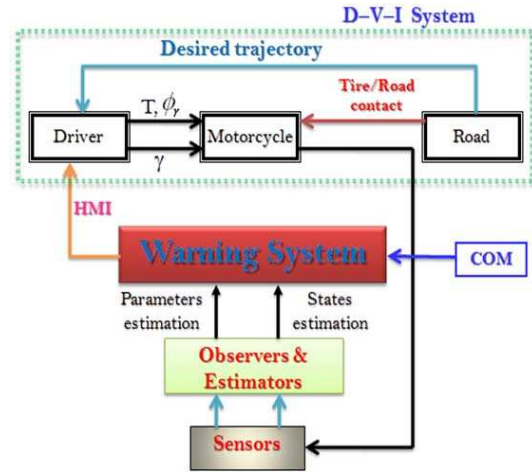 D–V–I System
Desired trajectory
Tire/Road
contact
T, ϕr
Driver
Motorcycle
Road
γ
HMI
Warning System
COM
Parameters
estimation
States
estimation
Observers &
Estimators
Sensors